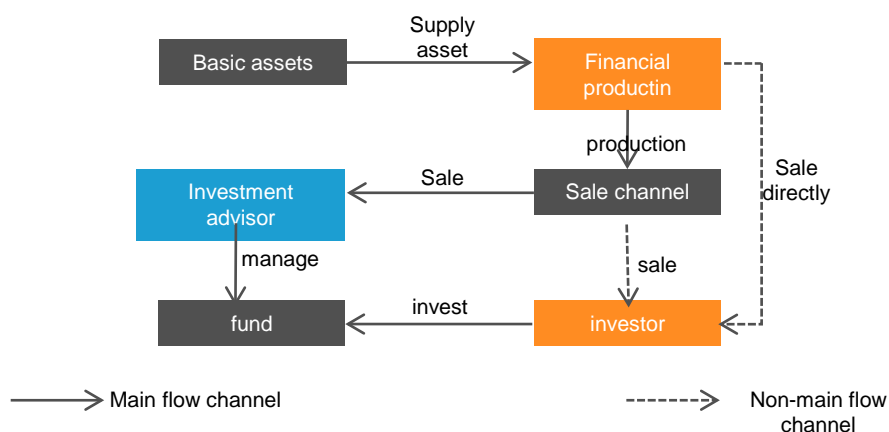 Supply
asset
Basic assets
Financial
productin
production
Sale
directly
Investment
advisor
Sale
Sale channel
manage
sale
fund
invest
investor
Main flow channel
Non-main flow
channel